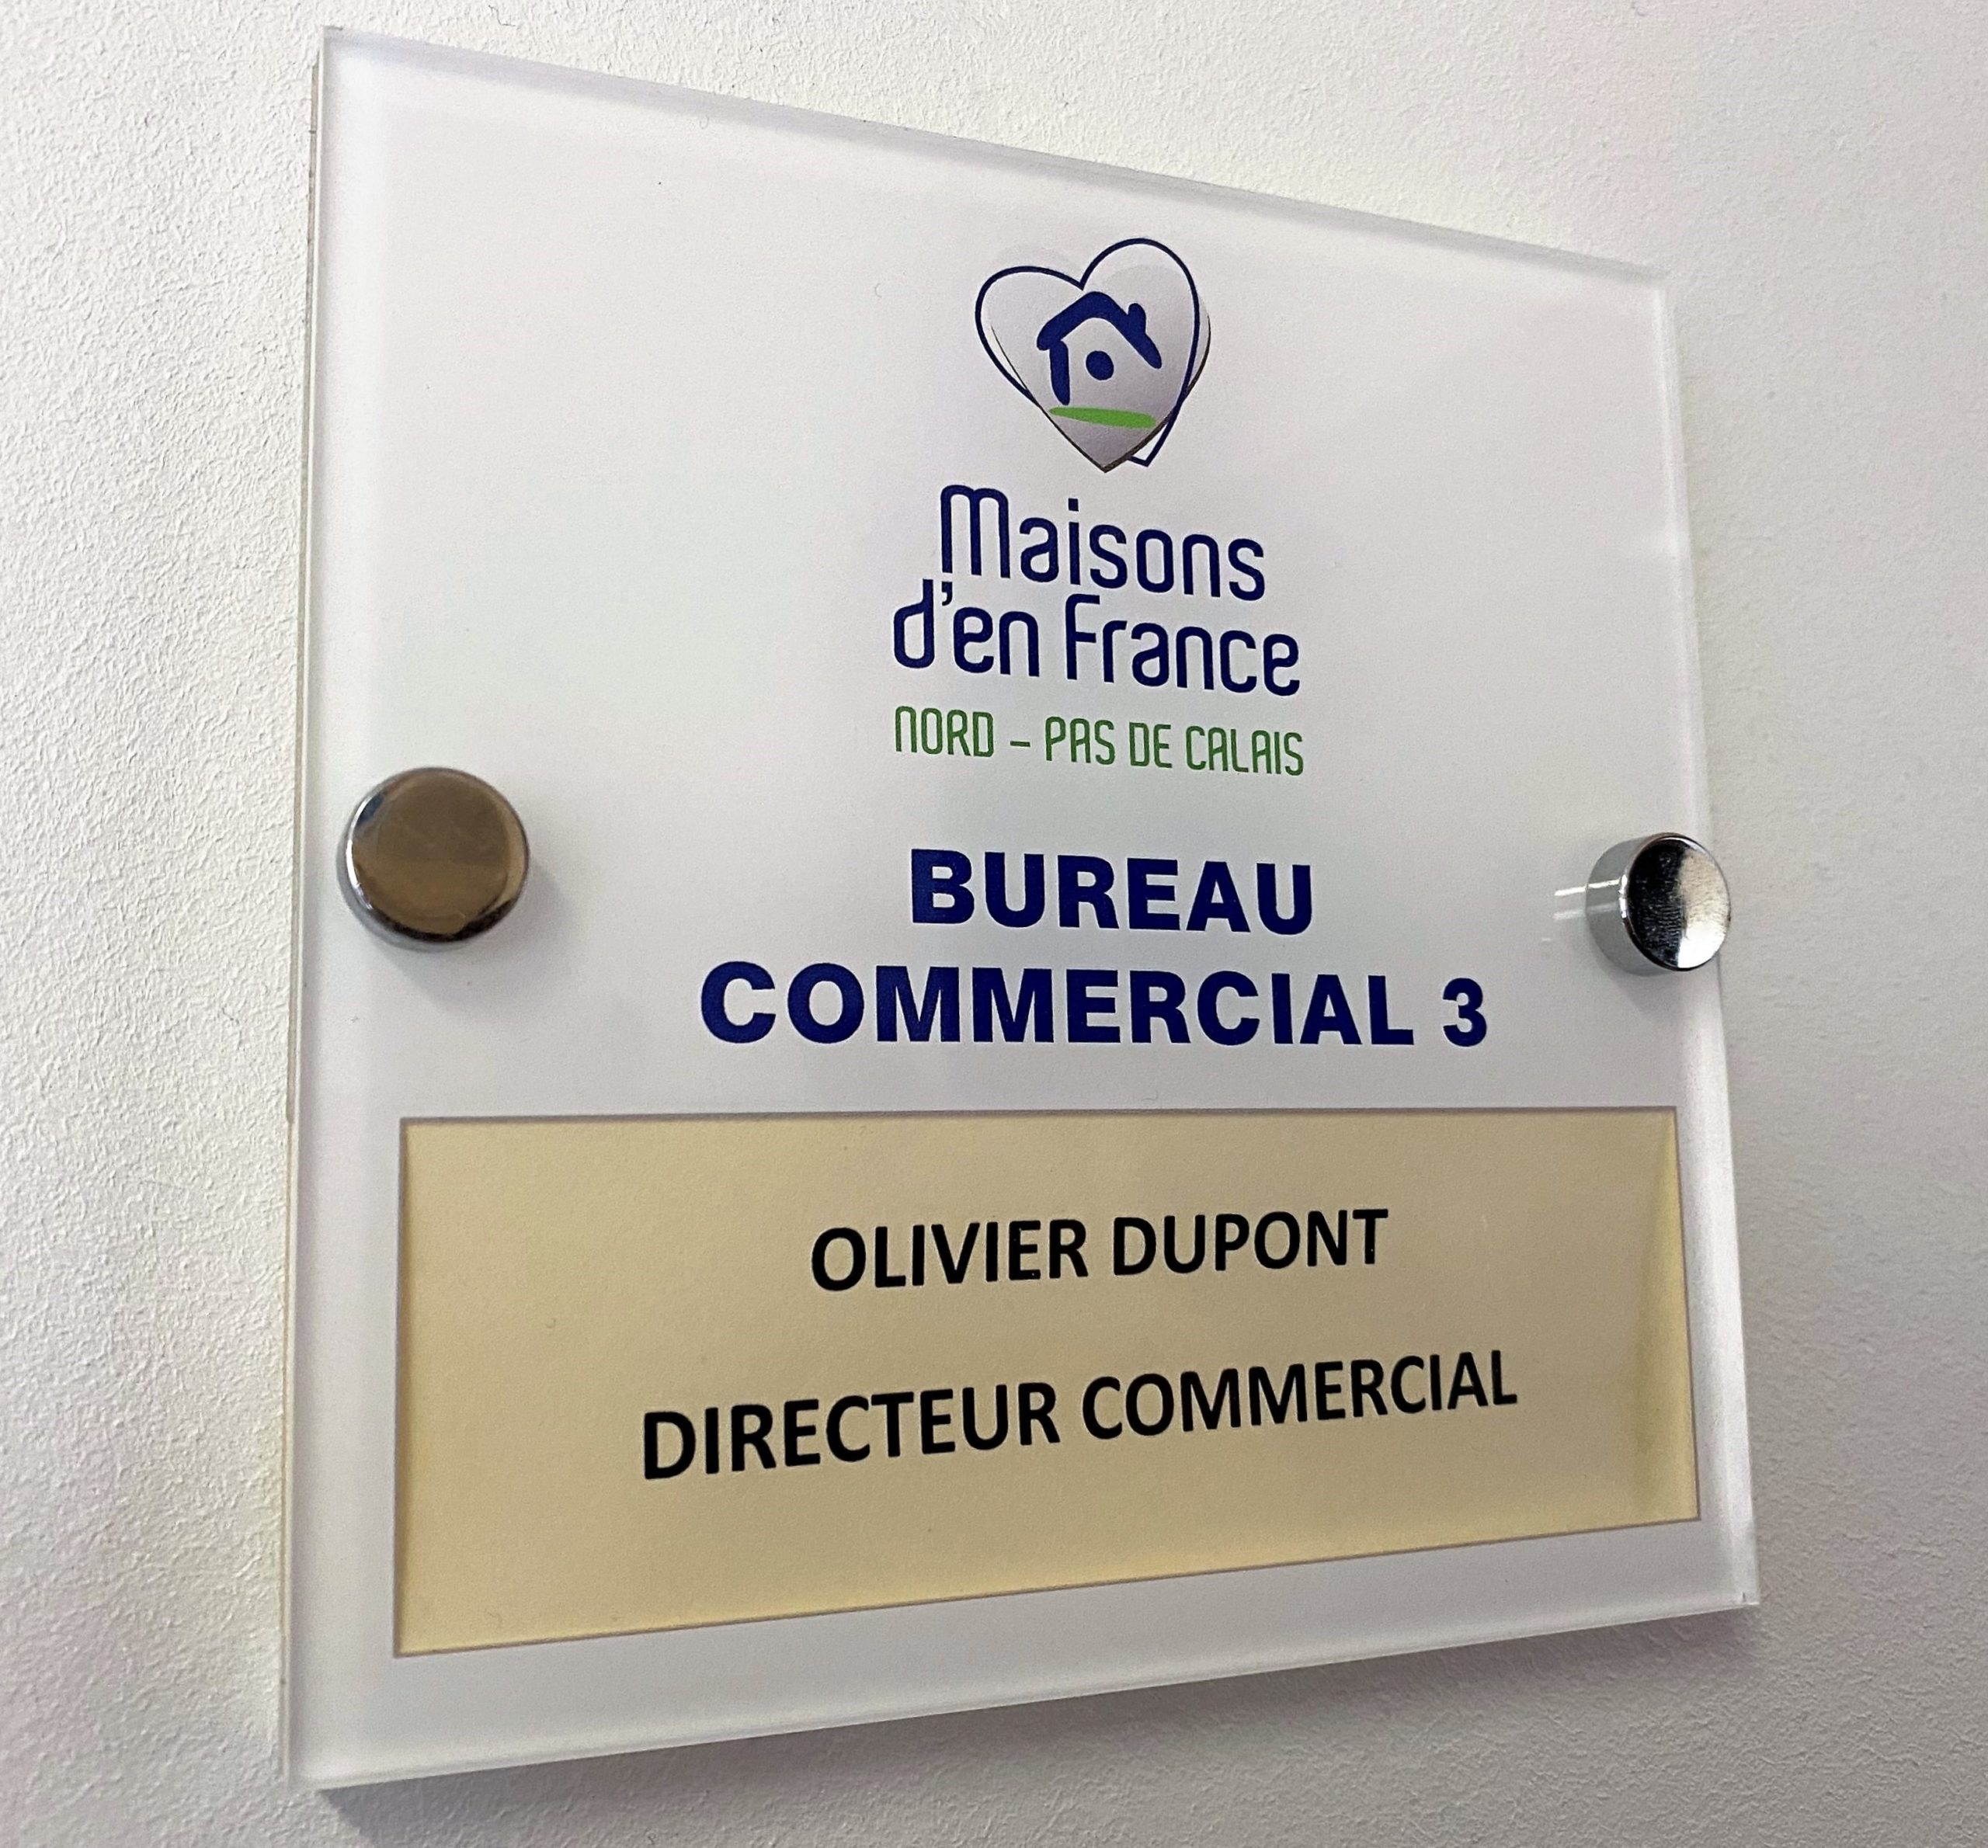 Maisons
d'en France
NORD – PAS DE CALAIS
BUREAU
COMMERCIAL 3
OLIVIER DUPONT
DIRECTEUR COMMERCIAL